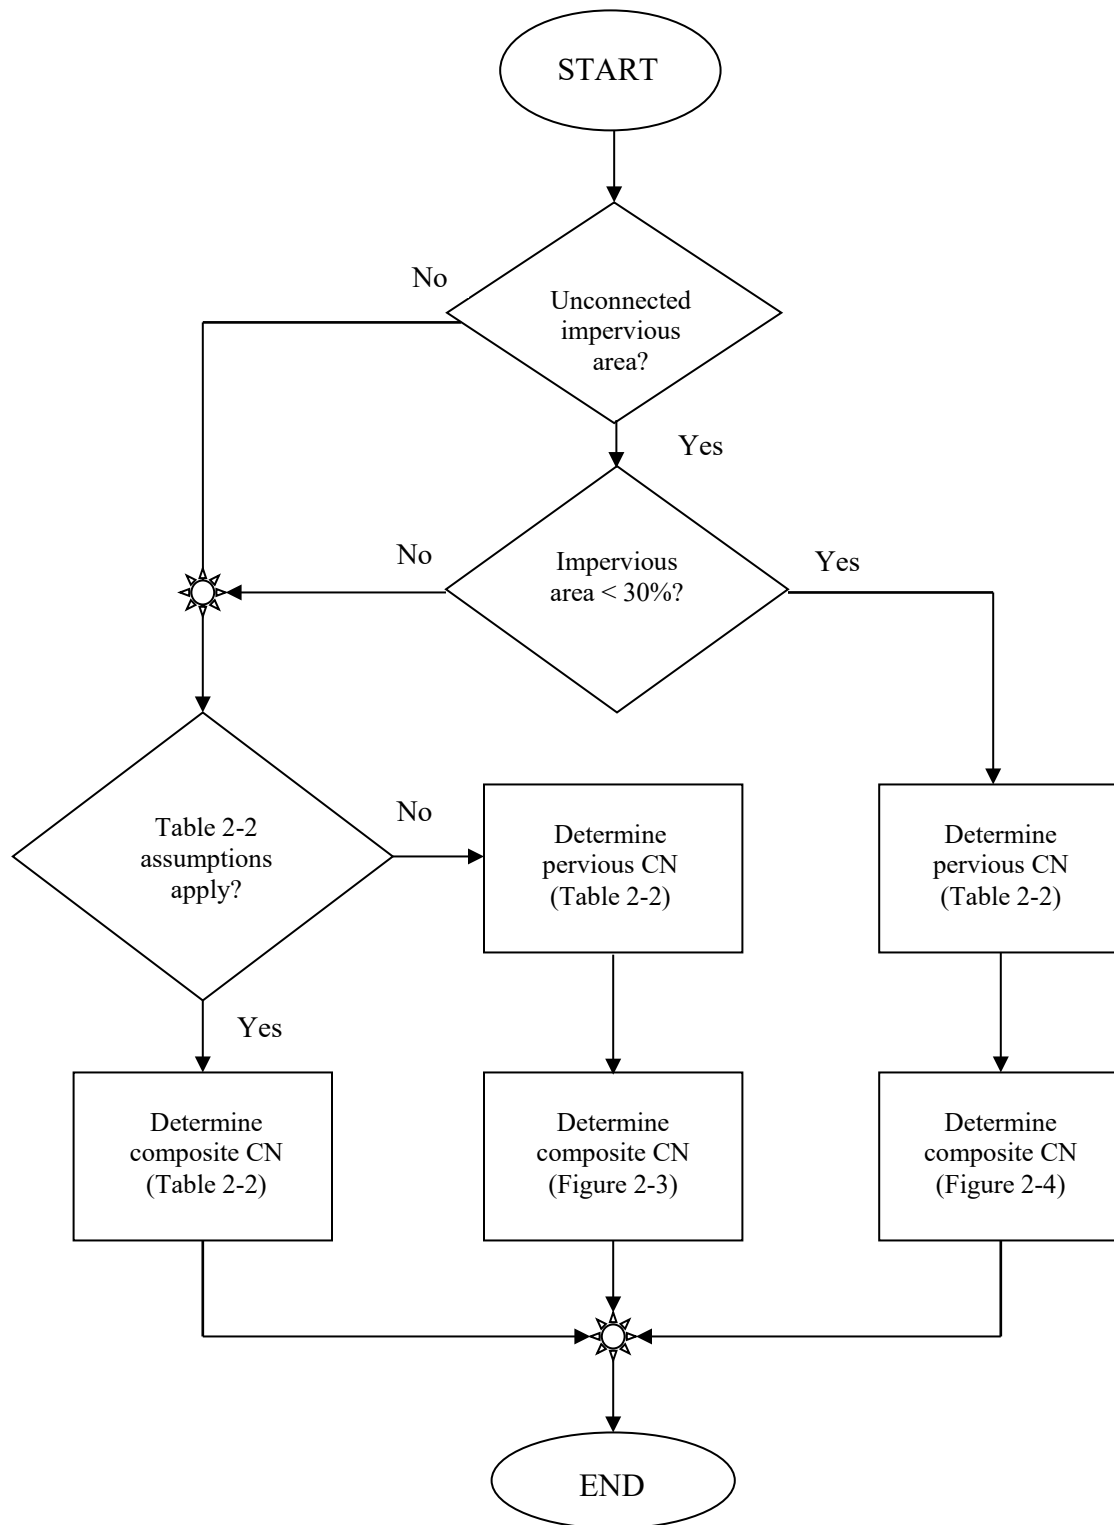 START
No
Unconnected
impervious
area?
Yes
No
Impervious
area < 30%?
Yes
Table 2-2
assumptions
apply?
No
Determine
pervious CN
(Table 2-2)
Determine
pervious CN
(Table 2-2)
Yes
Determine
composite CN
(Table 2-2)
Determine
composite CN
(Figure 2-3)
Determine
composite CN
(Figure 2-4)
END